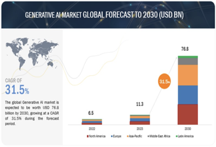 GENERATIVE AI MARKET GLOBAL FORECAST TO 2030 (USD BN)
CAGR OF
31.5%
The global Generative AI market is
expected to be worth USD 76.8
billion by 2030, growing at a CAGR
of 31.5% during the forecast
period.
6.0
11.3
31.5%
76.8
2020
2025
2030
North America
Europe
Asia Pacific
Middle East Africa
Latin America